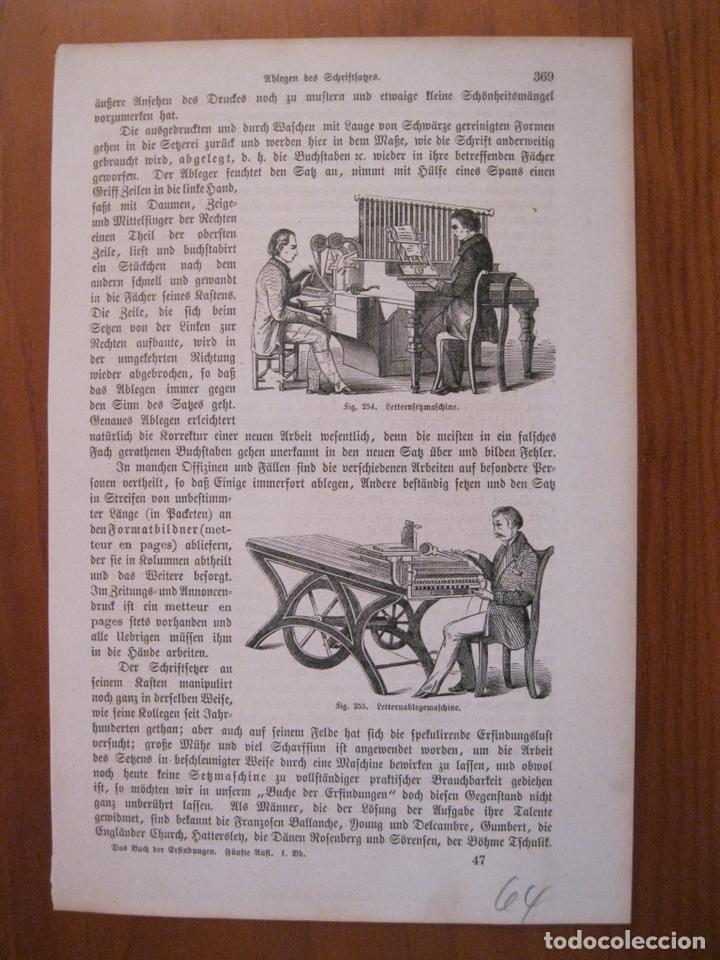 Ablegen des Schriftsatzes. 369
äußere Ansehen des Druckes noch zu mustern und etwaige kleine Schönheitsmängel
vorzumerken hat.
Die ausgedruckten und durch Waschen mit Lauge von Schwärze gereinigten Formen
gehen in die Setzerei zurück und werden hier in dem Maße, wie die Schrift anderweitig
gebraucht wird, abgelegt, d. h. die Buchstaben ꝛc. wieder in ihre betreffenden Fächer
geworfen. Der Ableger feuchtet den Satz an, nimmt mit Hülfe eines Spans einen
Griff Zeilen in die linke Hand,
faßt mit Daumen, Zeige-
und Mittelfinger der Rechten
einen Theil der obersten
Zeile, liest und buchstabirt
ein Stückchen nach dem
andern schnell und gewandt
in die Fächer seines Kastens.
Die Zeile, die sich beim
Setzen von der Linken zur
Rechten aufbaute, wird in
der umgekehrten Richtung
wieder abgebrochen, so daß
das Ablegen immer gegen
den Sinn des Satzes geht.
Genaues Ablegen erleichtert
Fig. 254. Letternsetzmaschine.
natürlich die Korrektur einer neuen Arbeit wesentlich, denn die meisten in ein falsches
Fach gerathenen Buchstaben gehen unerkannt in den neuen Satz über und bilden Fehler.
In manchen Offizinen und Fällen sind die verschiedenen Arbeiten auf besondere Per-
sonen vertheilt, so daß Einige immerfort ablegen, Andere beständig setzen und den Satz
in Streifen von unbestimm-
ter Länge (in Packeten) an
den Formatbildner (met-
teur en pages) abliefern,
der sie in Kolumnen abtheilt
und das Weitere besorgt.
Im Zeitungs- und Annoncen-
druck ist ein metteur en
pages stets vorhanden und
alle Uebrigen müssen ihm
in die Hände arbeiten.
Der Schriftsetzer an
seinem Kasten manipulirt
noch ganz in derselben Weise,
wie seine Kollegen seit Jahr-
Fig. 255. Letternablegemaschine.
hunderten gethan; aber auch auf seinem Felde hat sich die spekulirende Erfindungslust
versucht; große Mühe und viel Scharfsinn ist angewendet worden, um die Arbeit
des Setzens in beschleunigter Weise durch eine Maschine bewirken zu lassen, und obwol
noch heute keine Setzmaschine zu vollständiger praktischer Brauchbarkeit gediehen
ist, so möchten wir in unserm „Buche der Erfindungen“ doch diesen Gegenstand nicht
ganz unberührt lassen. Als Männer, die der Lösung der Aufgabe ihre Talente
gewidmet, sind bekannt die Franzosen Ballanche, Young und Delcambre, Gumbert, die
Engländer Church, Hattersley, die Dänen Rosenberg und Sörensen, der Böhme Tschulik.
Das Buch der Erfindungen. Fünfte Aufl. 1. Bd. 47
64
todocoleccion.net